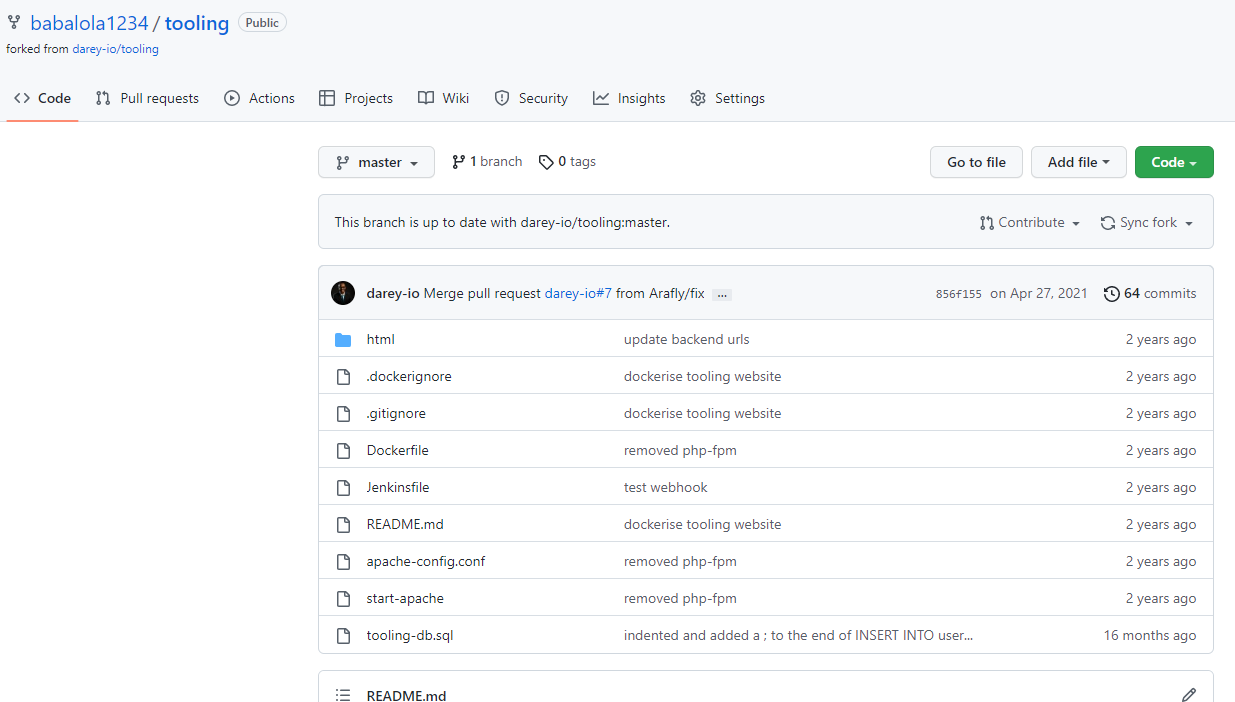 babalola1234 / tooling Public
forked from darey-io/tooling
Code Pull requests Actions Projects Wiki Security Insights Settings
master 1 branch 0 tags Go to file Add file Code
This branch is up to date with darey-io/tooling:master. Contribute Sync fork
darey-io Merge pull request darey-io#7 from Arafly/fix ... 856f155 on Apr 27, 2021 64 commits
html update backend urls 2 years ago
.dockerignore dockerise tooling website 2 years ago
.gitignore dockerise tooling website 2 years ago
Dockerfile removed php-fpm 2 years ago
Jenkinsfile test webhook 2 years ago
README.md dockerise tooling website 2 years ago
apache-config.conf removed php-fpm 2 years ago
start-apache removed php-fpm 2 years ago
tooling-db.sql indented and added a ; to the end of INSERT INTO user... 16 months ago
README.md